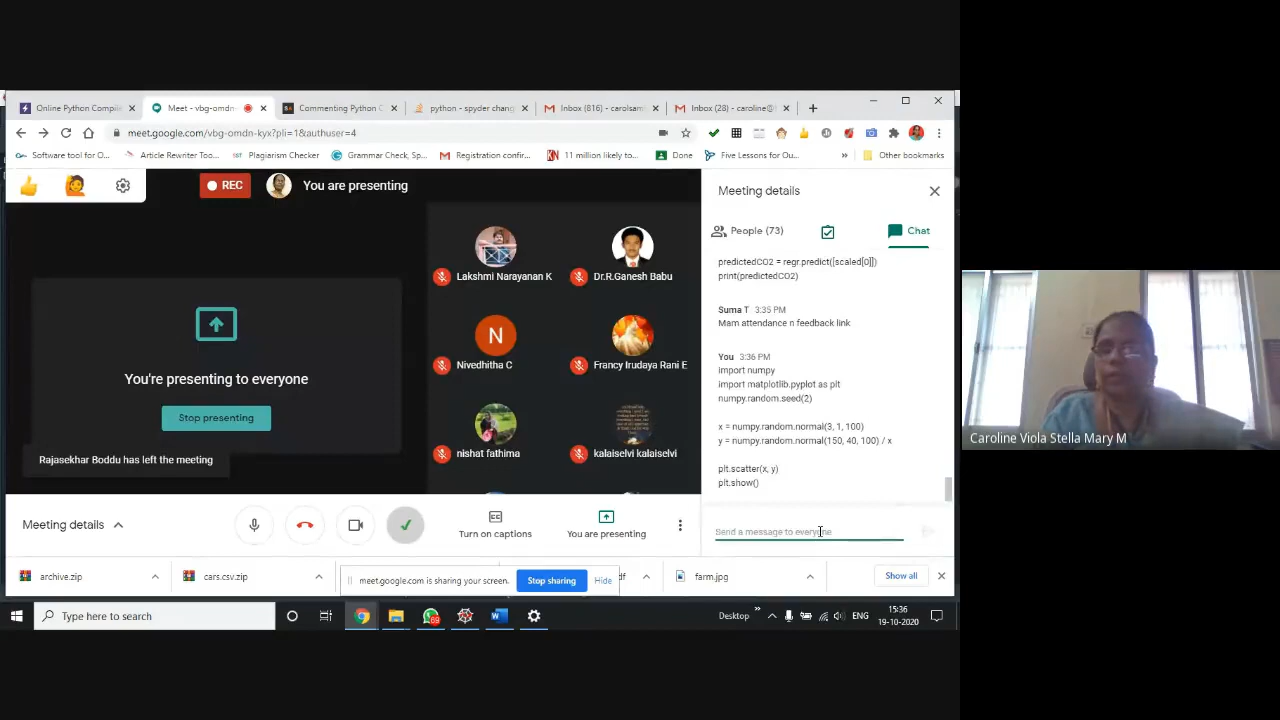 Online Python Compile
Meet - vbg-omdn-
Commenting Python C
python - spyder chang
Inbox (816) - carolsam
Inbox (28) - caroline@
meet.google.com/vbg-omdn-kyx?pli=1&authuser=4
Software tool for O...
Article Rewriter Too...
Plagiarism Checker
Grammar Check, Sp...
Registration confir...
11 million likely to...
Done
Five Lessons for Ou...
Other bookmarks
REC
You are presenting
You're presenting to everyone
Stop presenting
Rajasekhar Boddu has left the meeting
Lakshmi Narayanan K
Dr.R.Ganesh Babu
N
Nivedhitha C
Francy Irudaya Rani E
nishat fathima
kalaiselvi kalaiselvi
Meeting details
People (73)
Chat
predictedCO2 = regr.predict([scaled[0]])
print(predictedCO2)
Suma T 3:35 PM
Mam attendance n feedback link
You 3:36 PM
import numpy
import matplotlib.pyplot as plt
numpy.random.seed(2)
x = numpy.random.normal(3, 1, 100)
y = numpy.random.normal(150, 40, 100) / x
plt.scatter(x, y)
plt.show()
Send a message to everyone
Meeting details
Turn on captions
You are presenting
archive.zip
cars.csv.zip
meet.google.com is sharing your screen.
Stop sharing
Hide
df
farm.jpg
Show all
Type here to search
Desktop
ENG
15:36
19-10-2020
Caroline Viola Stella Mary M